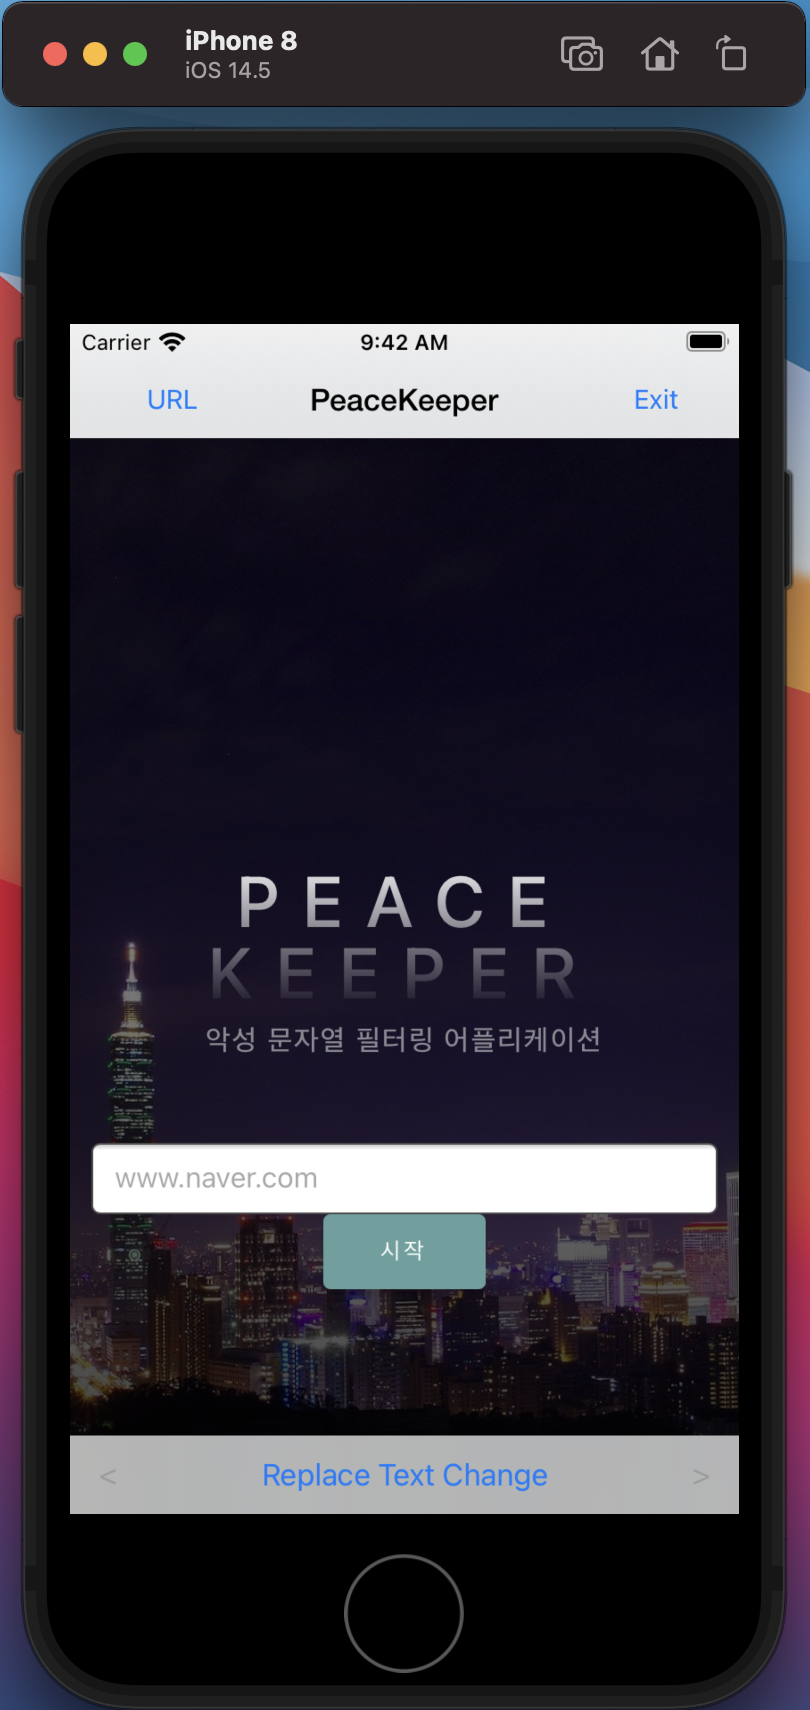 iPhone 8
iOS 14.5
Carrier 9:42 AM
URL PeaceKeeper Exit
PEACE
KEEPER
악성 문자열 필터링 어플리케이션
www.naver.com
시작
< Replace Text Change >